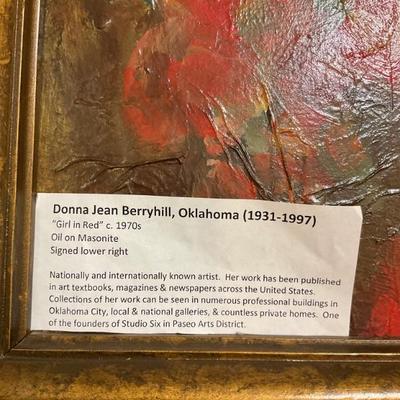 Donna Jean Berryhill, Oklahoma (1931-1997)
"Girl in Red" c. 1970s
Oil on Masonite
Signed lower right
Nationally and internationally known artist. Her work has been published
in art textbooks, magazines & newspapers across the United States.
Collections of her work can be seen in numerous professional buildings in
Oklahoma City, local & national galleries, & countless private homes. One
of the founders of Studio Six in Paseo Arts District.